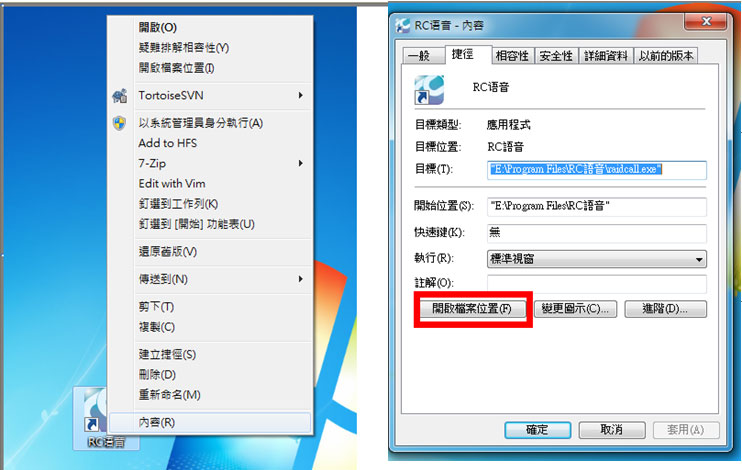 開啟(O)
疑難排解相容性(Y)
開啟檔案位置(I)
TortoiseSVN
以系統管理員身分執行(A)
Add to HFS
7-Zip
Edit with Vim
釘選到工作列(K)
釘選到 [開始] 功能表(U)
還原舊版(V)
傳送到(N)
剪下(T)
複製(C)
建立捷徑(S)
刪除(D)
重新命名(M)
內容(R)
RC语音
RC语音 - 內容
一般 捷徑 相容性 安全性 詳細資料 以前的版本
RC语音
目標類型: 應用程式
目標位置: RC語音
目標(T): "E:\Program Files\RC語音\raidcall.exe"
開始位置(S): "E:\Program Files\RC語音"
快速鍵(K): 無
執行(R): 標準視窗
註解(O):
開啟檔案位置(F) 變更圖示(C)... 進階(D)...
確定 取消 套用(A)